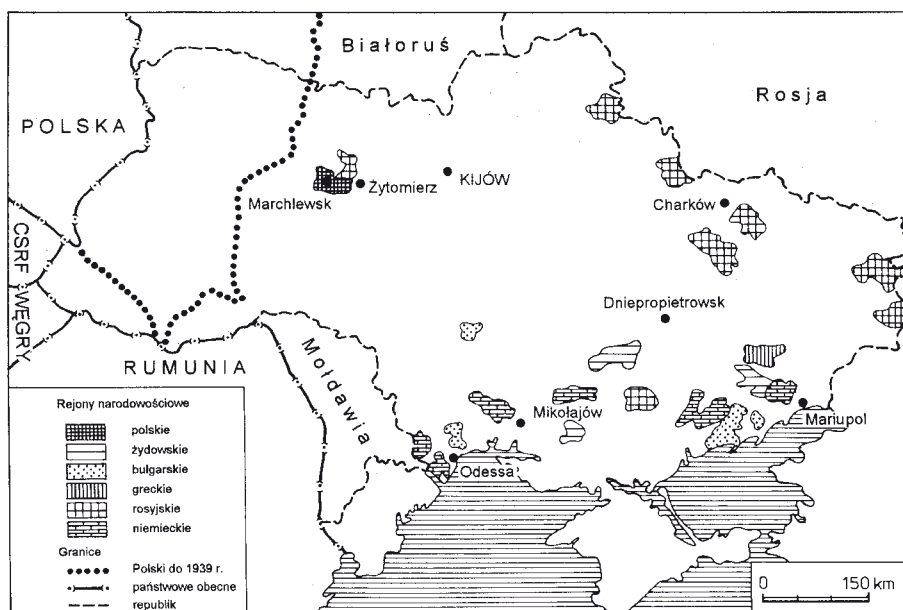 Białoruś
Rosja
POLSKA
Marchlewsk
Żytomierz
KIJÓW
Charków
CSRF
WĘGRY
Dniepropietrowsk
RUMUNIA
Mołdawia
Mikołajów
Mariupol
Odessa
Rejony narodowościowe
polskie
żydowskie
bułgarskie
greckie
rosyjskie
niemieckie
Granice
Polski do 1939 r.
państwowe obecne
republik
0 150 km